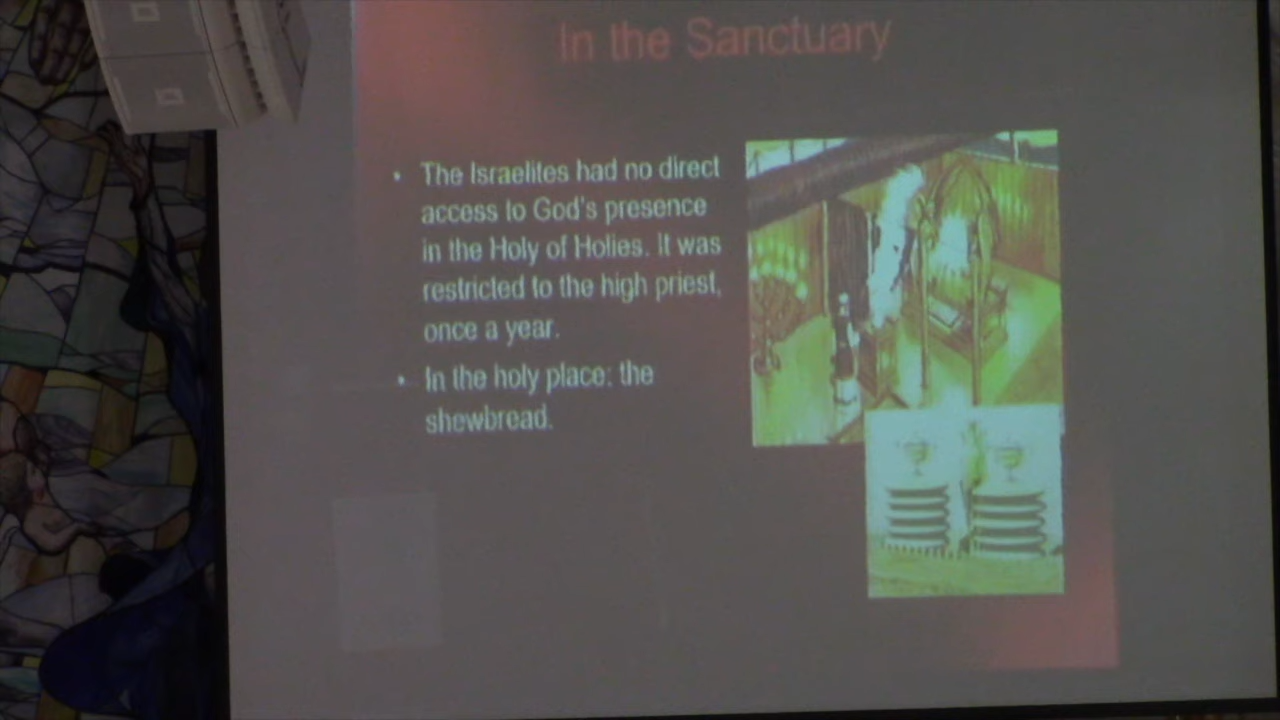 In the Sanctuary
• The Israelites had no direct
access to God's presence
in the Holy of Holies. It was
restricted to the high priest,
once a year.
• In the holy place: the
shewbread.